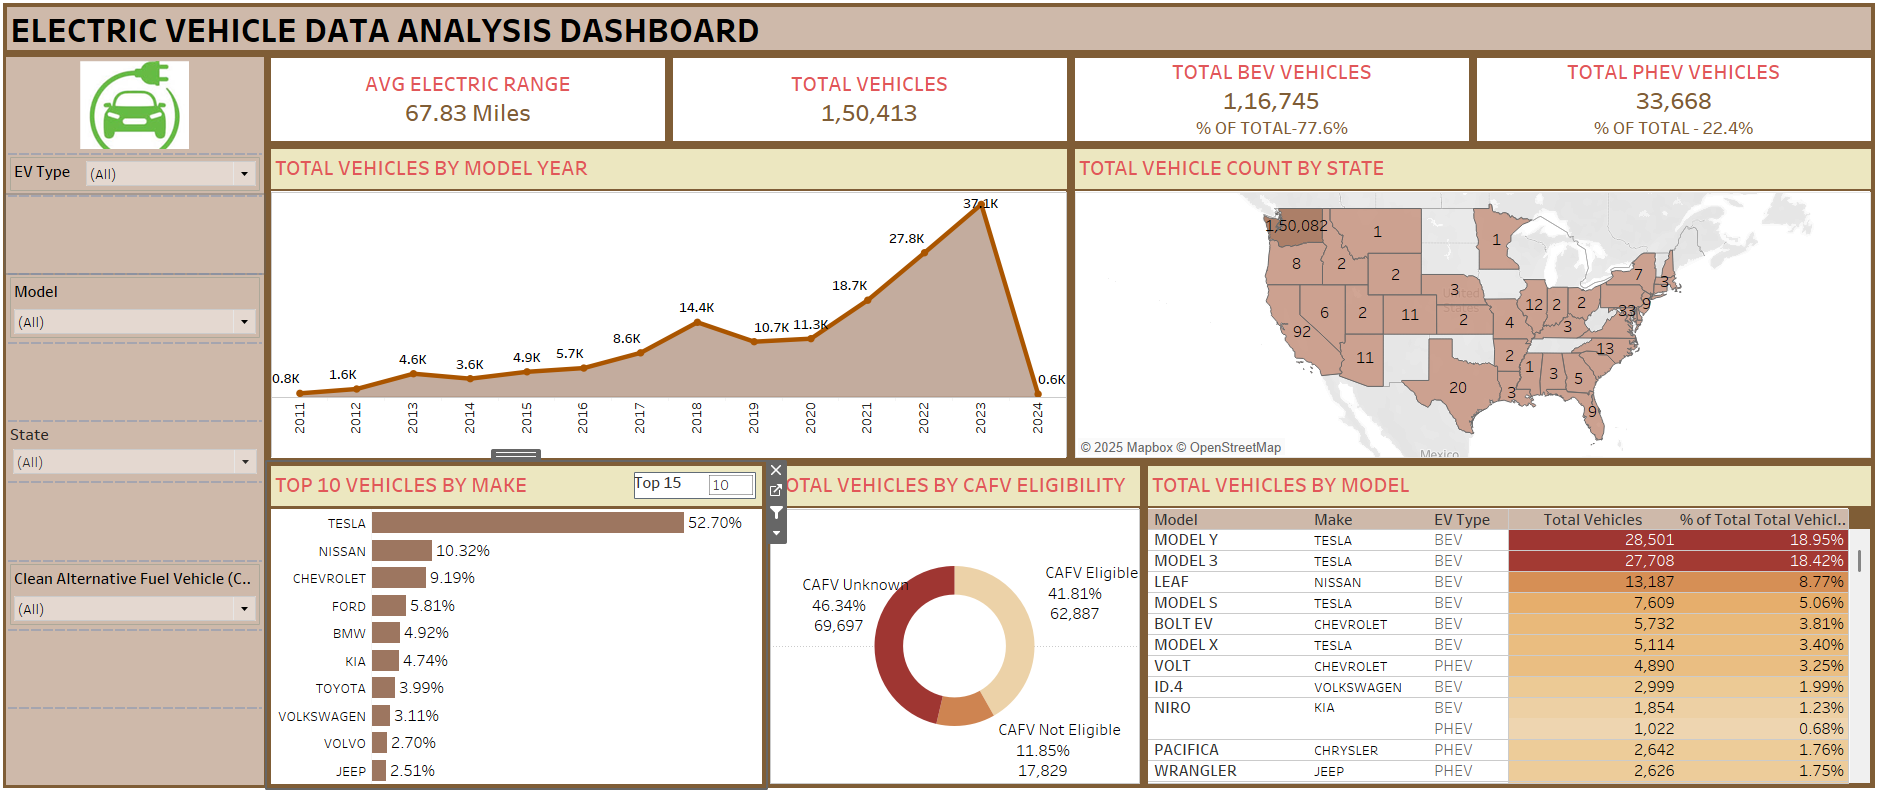 ELECTRIC VEHICLE DATA ANALYSIS DASHBOARD
AVG ELECTRIC RANGE
67.83 Miles
TOTAL VEHICLES
1,50,413
TOTAL BEV VEHICLES
1,16,745
% OF TOTAL-77.6%
TOTAL PHEV VEHICLES
33,668
% OF TOTAL - 22.4%
EV Type
(All)
Model
(All)
State
(All)
Clean Alternative Fuel Vehicle (C..
(All)
TOTAL VEHICLES BY MODEL YEAR
0.8K
1.6K
4.6K
3.6K
4.9K
5.7K
8.6K
14.4K
10.7K
11.3K
18.7K
27.8K
37.1K
0.6K
2011
2012
2013
2014
2015
2016
2017
2018
2019
2020
2021
2022
2023
2024
TOTAL VEHICLE COUNT BY STATE
1,50,082
1
1
8
2
2
7
3
3
United
States
6
2
11
2
12
2
2
33
9
92
4
3
11
2
13
20
3
1
3
5
9
Mexico
© 2025 Mapbox © OpenStreetMap
TOP 10 VEHICLES BY MAKE
Top 15
10
TESLA 52.70%
NISSAN 10.32%
CHEVROLET 9.19%
FORD 5.81%
BMW 4.92%
KIA 4.74%
TOYOTA 3.99%
VOLKSWAGEN 3.11%
VOLVO 2.70%
JEEP 2.51%
OTAL VEHICLES BY CAFV ELIGIBILITY
CAFV Unknown
46.34%
69,697
CAFV Eligible
41.81%
62,887
CAFV Not Eligible
11.85%
17,829
TOTAL VEHICLES BY MODEL
Model Make EV Type Total Vehicles % of Total Total Vehicl..
MODEL Y TESLA BEV 28,501 18.95%
MODEL 3 TESLA BEV 27,708 18.42%
LEAF NISSAN BEV 13,187 8.77%
MODEL S TESLA BEV 7,609 5.06%
BOLT EV CHEVROLET BEV 5,732 3.81%
MODEL X TESLA BEV 5,114 3.40%
VOLT CHEVROLET PHEV 4,890 3.25%
ID.4 VOLKSWAGEN BEV 2,999 1.99%
NIRO KIA BEV 1,854 1.23%
PHEV 1,022 0.68%
PACIFICA CHRYSLER PHEV 2,642 1.76%
WRANGLER JEEP PHEV 2,626 1.75%